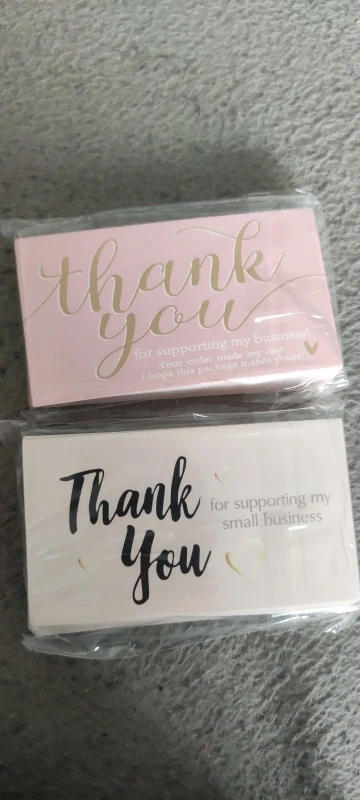 thank
you
for supporting my business!
Your order made my day!
I hope this package makes yours!
Thank
You
for supporting my
small business